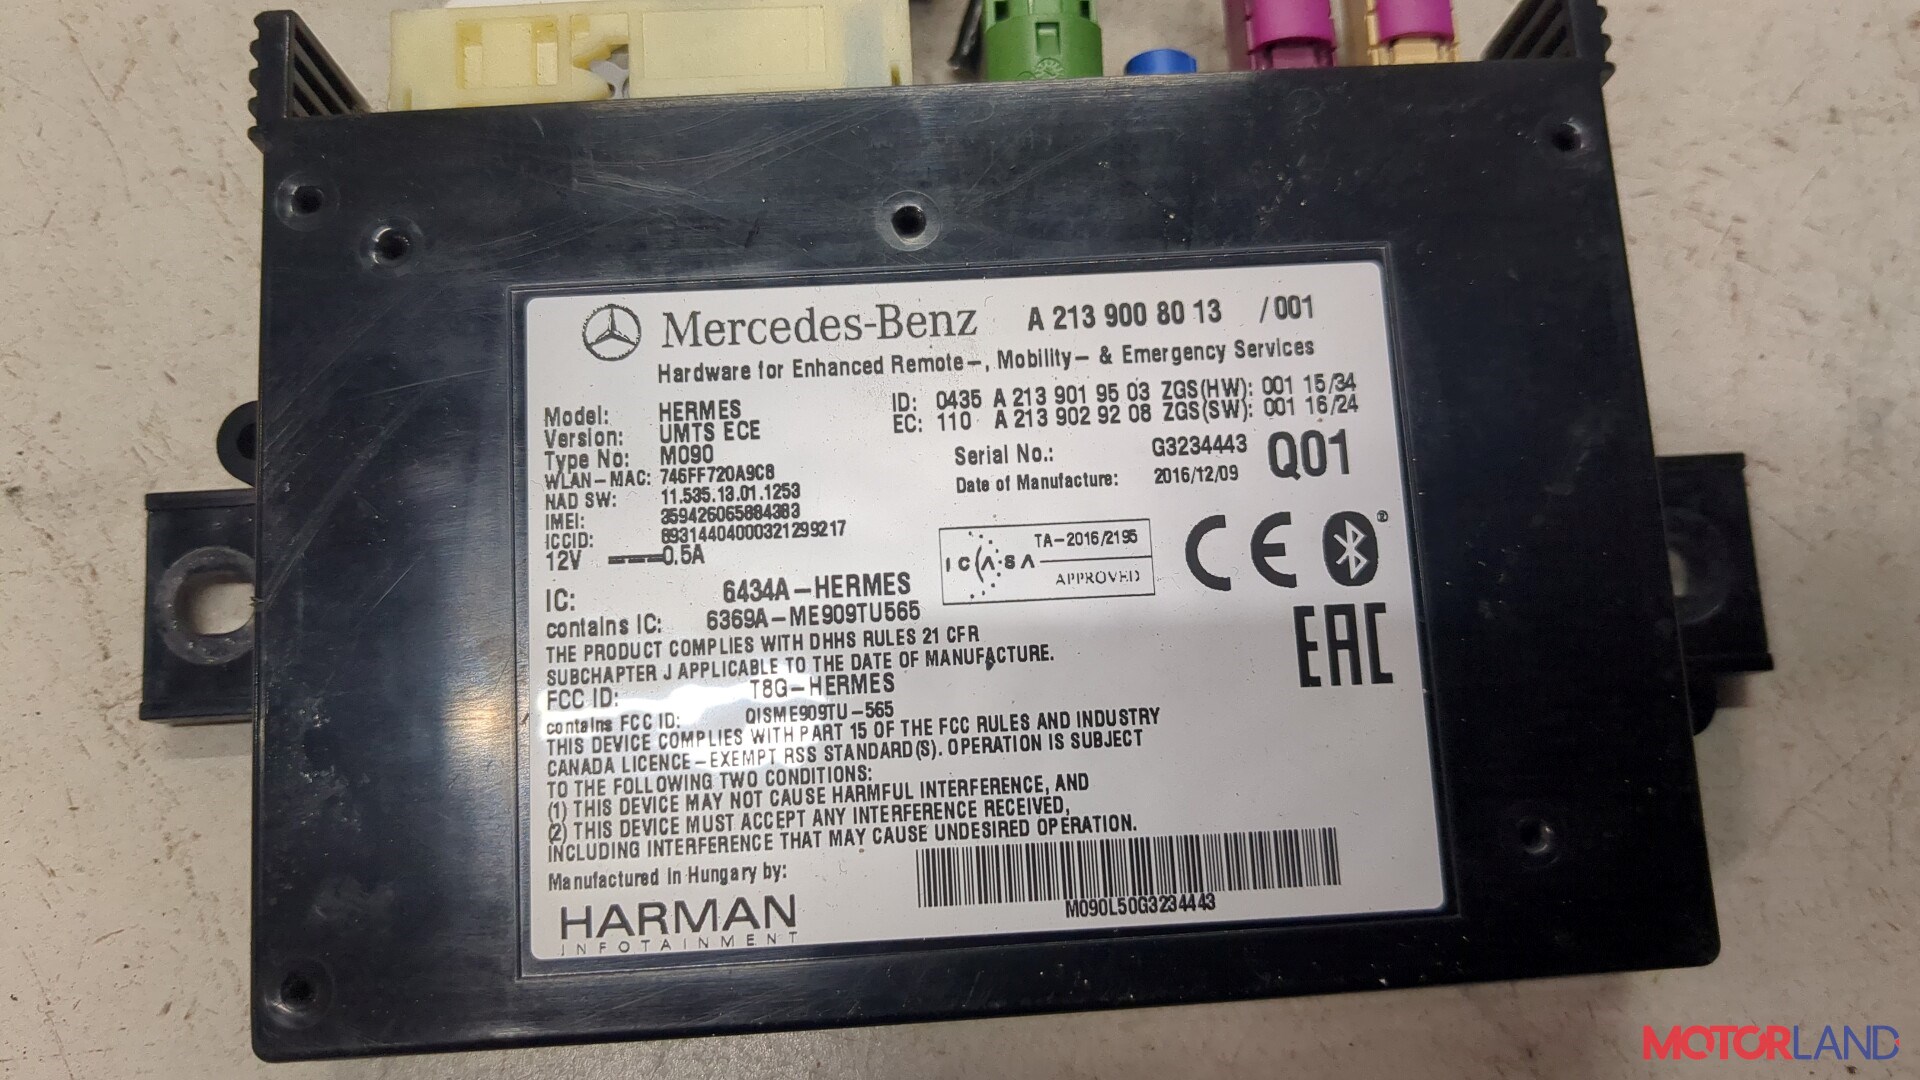 Mercedes-Benz A 213 900 80 13 /001
Hardware for Enhanced Remote-, Mobility- & Emergency Services
Model: HERMES
Version: UMTS ECE
Type No: M090
WLAN-MAC: 746FF720A9C8
NAD SW: 11.535.13.01.1253
IMEI: 359426065884383
ICCID: 89314404000321299217
12V 0.5A
ID: 0435 A 213 901 95 03 ZGS(HW): 001 15/34
EC: 110 A 213 902 92 08 ZGS(SW): 001 16/24
Serial No.: G3234443
Date of Manufacture: 2016/12/09
Q01
ICASA TA-2016/2195
APPROVED
CE
EAC
IC: 6434A-HERMES
contains IC: 6369A-ME909TU565
THE PRODUCT COMPLIES WITH DHHS RULES 21 CFR
SUBCHAPTER J APPLICABLE TO THE DATE OF MANUFACTURE.
FCC ID: T8G-HERMES
contains FCC ID: QISME909TU-565
THIS DEVICE COMPLIES WITH PART 15 OF THE FCC RULES AND INDUSTRY
CANADA LICENCE-EXEMPT RSS STANDARD(S). OPERATION IS SUBJECT
TO THE FOLLOWING TWO CONDITIONS:
(1) THIS DEVICE MAY NOT CAUSE HARMFUL INTERFERENCE, AND
(2) THIS DEVICE MUST ACCEPT ANY INTERFERENCE RECEIVED,
INCLUDING INTERFERENCE THAT MAY CAUSE UNDESIRED OPERATION.
Manufactured in Hungary by:
HARMAN
INFOTAINMENT
M090L50G3234443
MOTORLAND